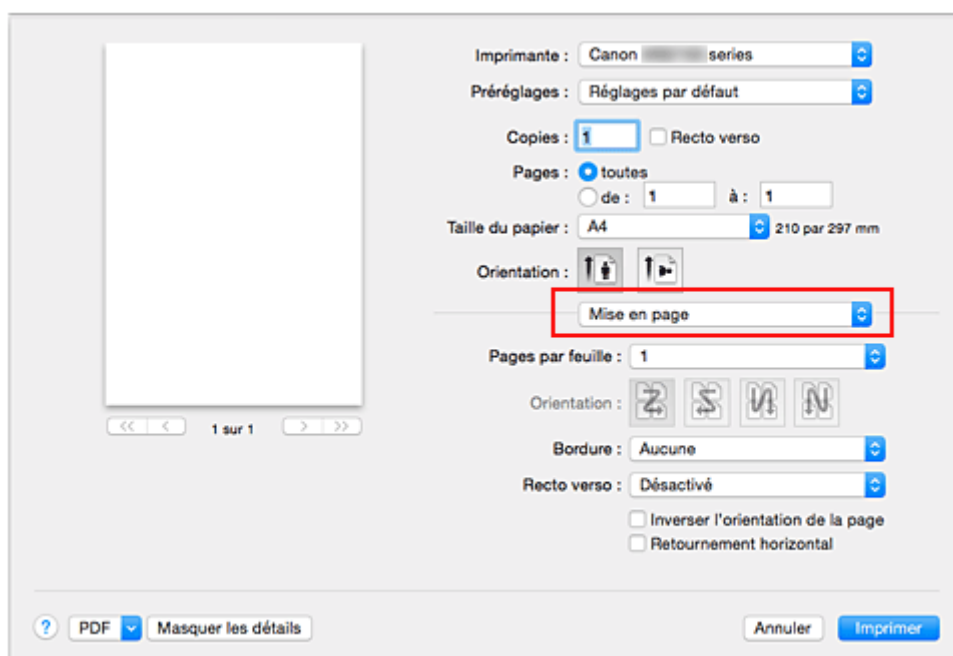 Imprimante : Canon series
Préréglages : Réglages par défaut
Copies : 1 Recto verso
Pages : toutes
de : 1 à : 1
Taille du papier : A4 210 par 297 mm
Orientation :
Mise en page
Pages par feuille : 1
Orientation :
Bordure : Aucune
Recto verso : Désactivé
Inverser l'orientation de la page
Retournement horizontal
<< < 1 sur 1 > >>
? PDF Masquer les détails Annuler Imprimer